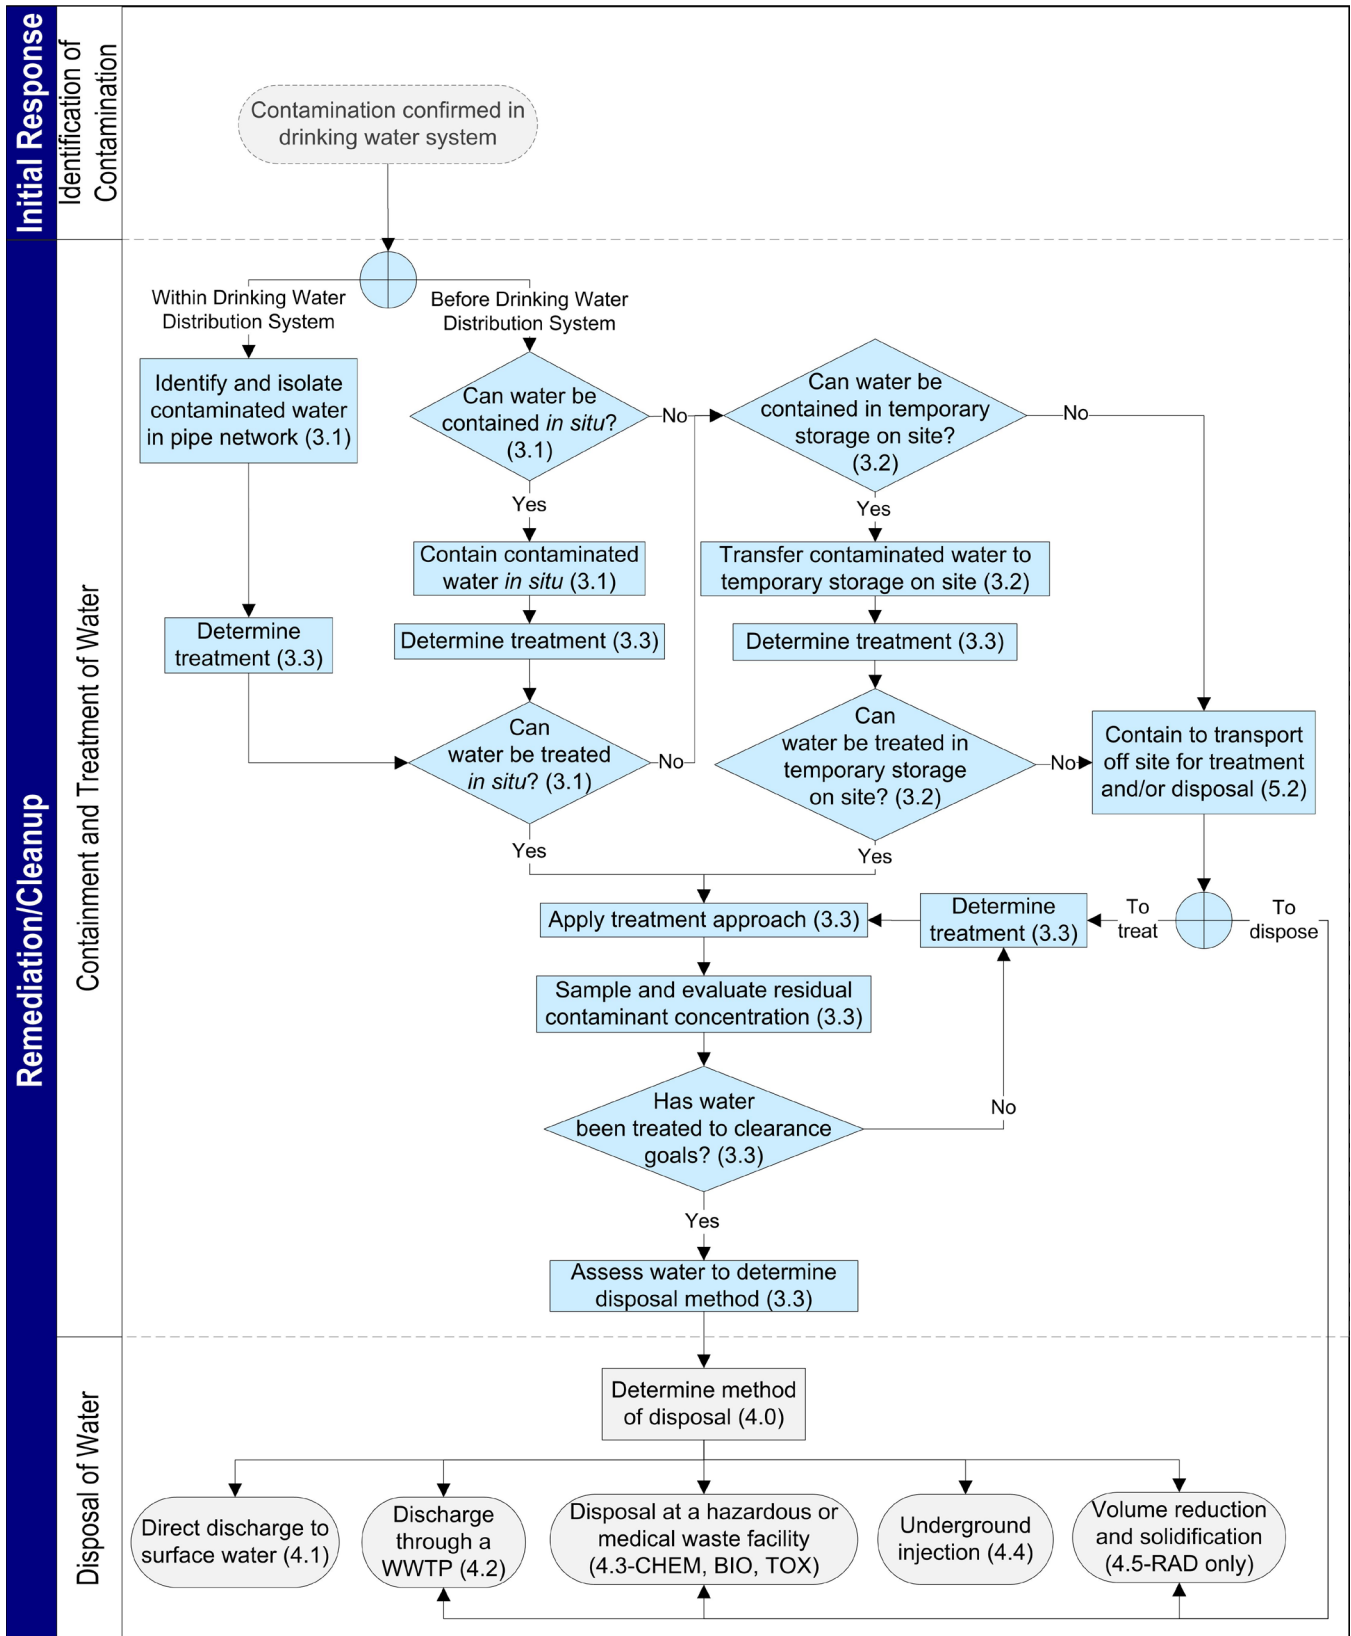 Initial Response
Identification of
Contamination
Contamination confirmed in
drinking water system
Remediation/Cleanup
Containment and Treatment of Water
Within Drinking Water
Distribution System
Before Drinking Water
Distribution System
Identify and isolate
contaminated water
in pipe network (3.1)
Can water be
contained in situ?
(3.1)
No
Can water be
contained in temporary
storage on site?
(3.2)
No
Yes
Yes
Contain contaminated
water in situ (3.1)
Transfer contaminated water to
temporary storage on site (3.2)
Determine
treatment (3.3)
Determine treatment (3.3)
Determine treatment (3.3)
Can
water be treated
in situ? (3.1)
No
Can
water be treated in
temporary storage
on site? (3.2)
No
Contain to transport
off site for treatment
and/or disposal (5.2)
Yes
Yes
Apply treatment approach (3.3)
Determine
treatment (3.3)
To
treat
To
dispose
Sample and evaluate residual
contaminant concentration (3.3)
Has water
been treated to clearance
goals? (3.3)
No
Yes
Assess water to determine
disposal method (3.3)
Disposal of Water
Determine method
of disposal (4.0)
Direct discharge to
surface water (4.1)
Discharge
through a
WWTP (4.2)
Disposal at a hazardous or
medical waste facility
(4.3-CHEM, BIO, TOX)
Underground
injection (4.4)
Volume reduction
and solidification
(4.5-RAD only)